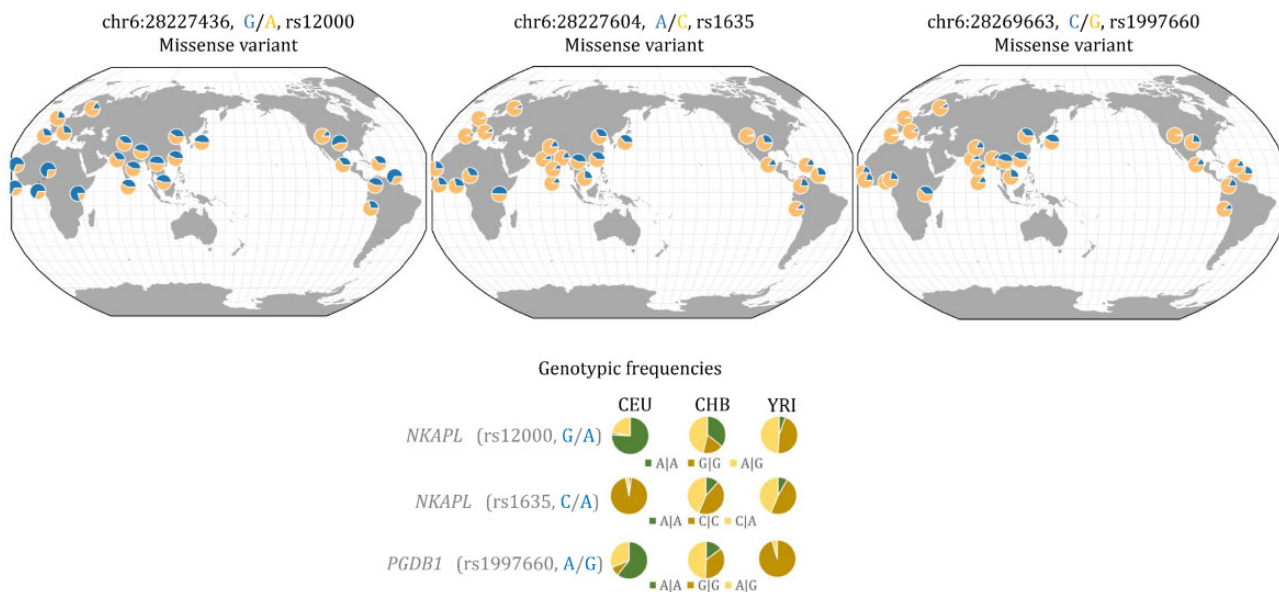 chr6:28227436, G/A, rs12000
Missense variant
chr6:28227604, A/C, rs1635
Missense variant
chr6:28269663, C/G, rs1997660
Missense variant
Genotypic frequencies
CEU CHB YRI
NKAPL (rs12000, G/A)
A|A G|G A|G
NKAPL (rs1635, C/A)
A|A C|C C|A
PGDB1 (rs1997660, A/G)
A|A G|G A|G